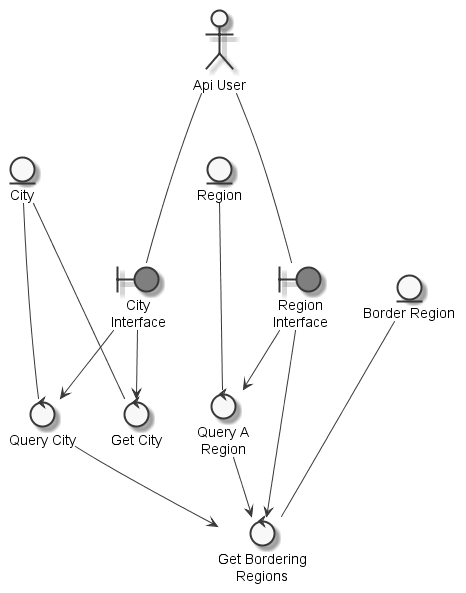 Api User
City
Region
City
Interface
Region
Interface
Border Region
Query City
Get City
Query A
Region
Get Bordering
Regions